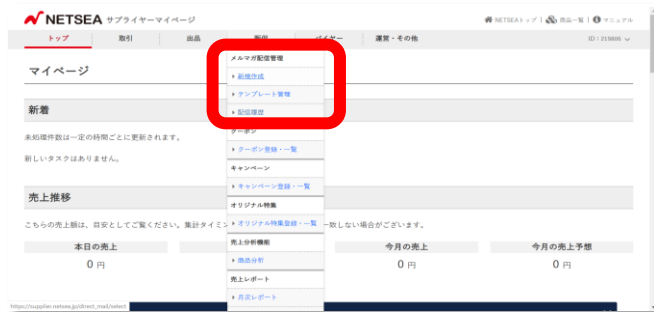 NETSEA サプライヤーマイページ
NETSEAトップ | 商品一覧 | マニュアル
トップ 取引 出品 販促 バイヤー 運営・その他
マイページ
メルマガ配信管理
新規作成
テンプレート管理
配信履歴
クーポン
クーポン登録・一覧
キャンペーン
キャンペーン登録・一覧
オリジナル特集
オリジナル特集登録・一覧
売上分析機能
商品分析
売上レポート
月次レポート
新着
未処理件数は一定の時間ごとに更新されます。
新しいタスクはありません。
売上推移
こちらの売上額は、目安としてご覧ください。集計タイミ
一致しない場合がございます。
本日の売上 今月の売上 今月の売上予想
0 円 0 円 0 円
https://supplier.netsea.jp/direct_mail/select